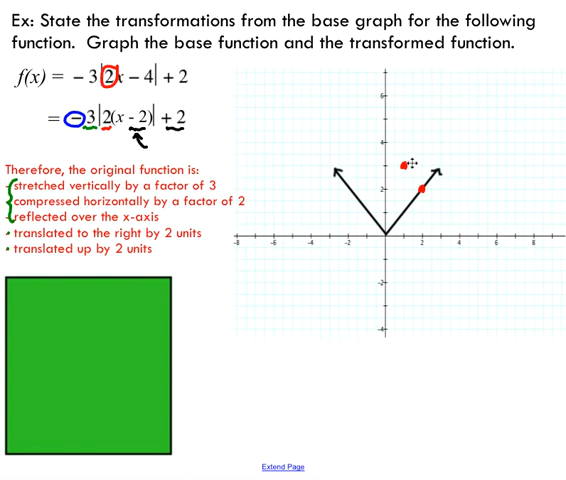 Ex: State the transformations from the base graph for the following
function. Graph the base function and the transformed function.
f(x) = - 3|2x - 4| + 2
= -3|2(x - 2)| + 2
Therefore, the original function is:
-stretched vertically by a factor of 3
-compressed horizontally by a factor of 2
-reflected over the x-axis
• translated to the right by 2 units
• translated up by 2 units
6
4
2
-8 -6 -4 -2 2 4 6 8
-2
-4
Extend Page